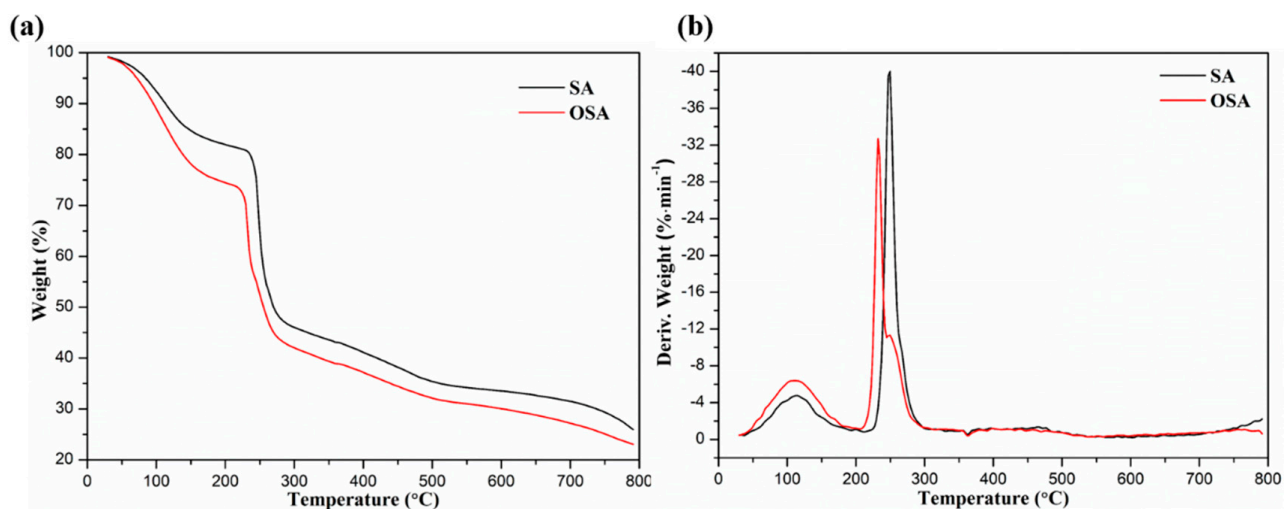 (a)
100
90
80
70
60
50
40
30
20
Weight (%)
SA
OSA
0 100 200 300 400 500 600 700 800
Temperature (°C)
(b)
-40
-36
-32
-28
-24
-20
-16
-12
-8
-4
0
Deriv. Weight (%·min⁻¹)
SA
OSA
0 100 200 300 400 500 600 700 800
Temperature (°C)